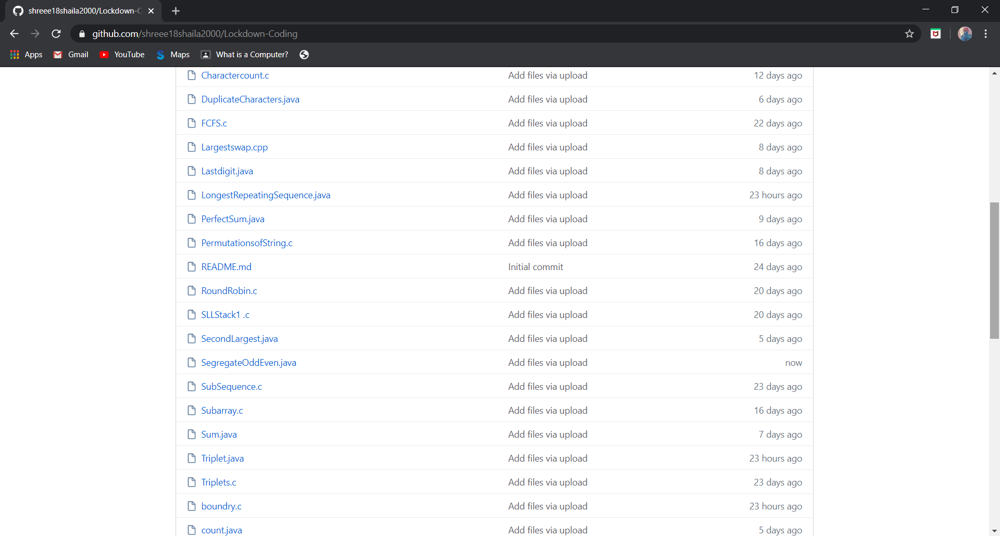 shreee18shaila2000/Lockdown-C
github.com/shreee18shaila2000/Lockdown-Coding
Apps Gmail YouTube Maps What is a Computer?
Charactercount.c Add files via upload 12 days ago
DuplicateCharacters.java Add files via upload 6 days ago
FCFS.c Add files via upload 22 days ago
Largestswap.cpp Add files via upload 8 days ago
Lastdigit.java Add files via upload 8 days ago
LongestRepeatingSequence.java Add files via upload 23 hours ago
PerfectSum.java Add files via upload 9 days ago
PermutationsofString.c Add files via upload 16 days ago
README.md Initial commit 24 days ago
RoundRobin.c Add files via upload 20 days ago
SLLStack1 .c Add files via upload 20 days ago
SecondLargest.java Add files via upload 5 days ago
SegregateOddEven.java Add files via upload now
SubSequence.c Add files via upload 23 days ago
Subarray.c Add files via upload 16 days ago
Sum.java Add files via upload 7 days ago
Triplet.java Add files via upload 23 hours ago
Triplets.c Add files via upload 23 days ago
boundry.c Add files via upload 23 hours ago
count.java Add files via upload 5 days ago